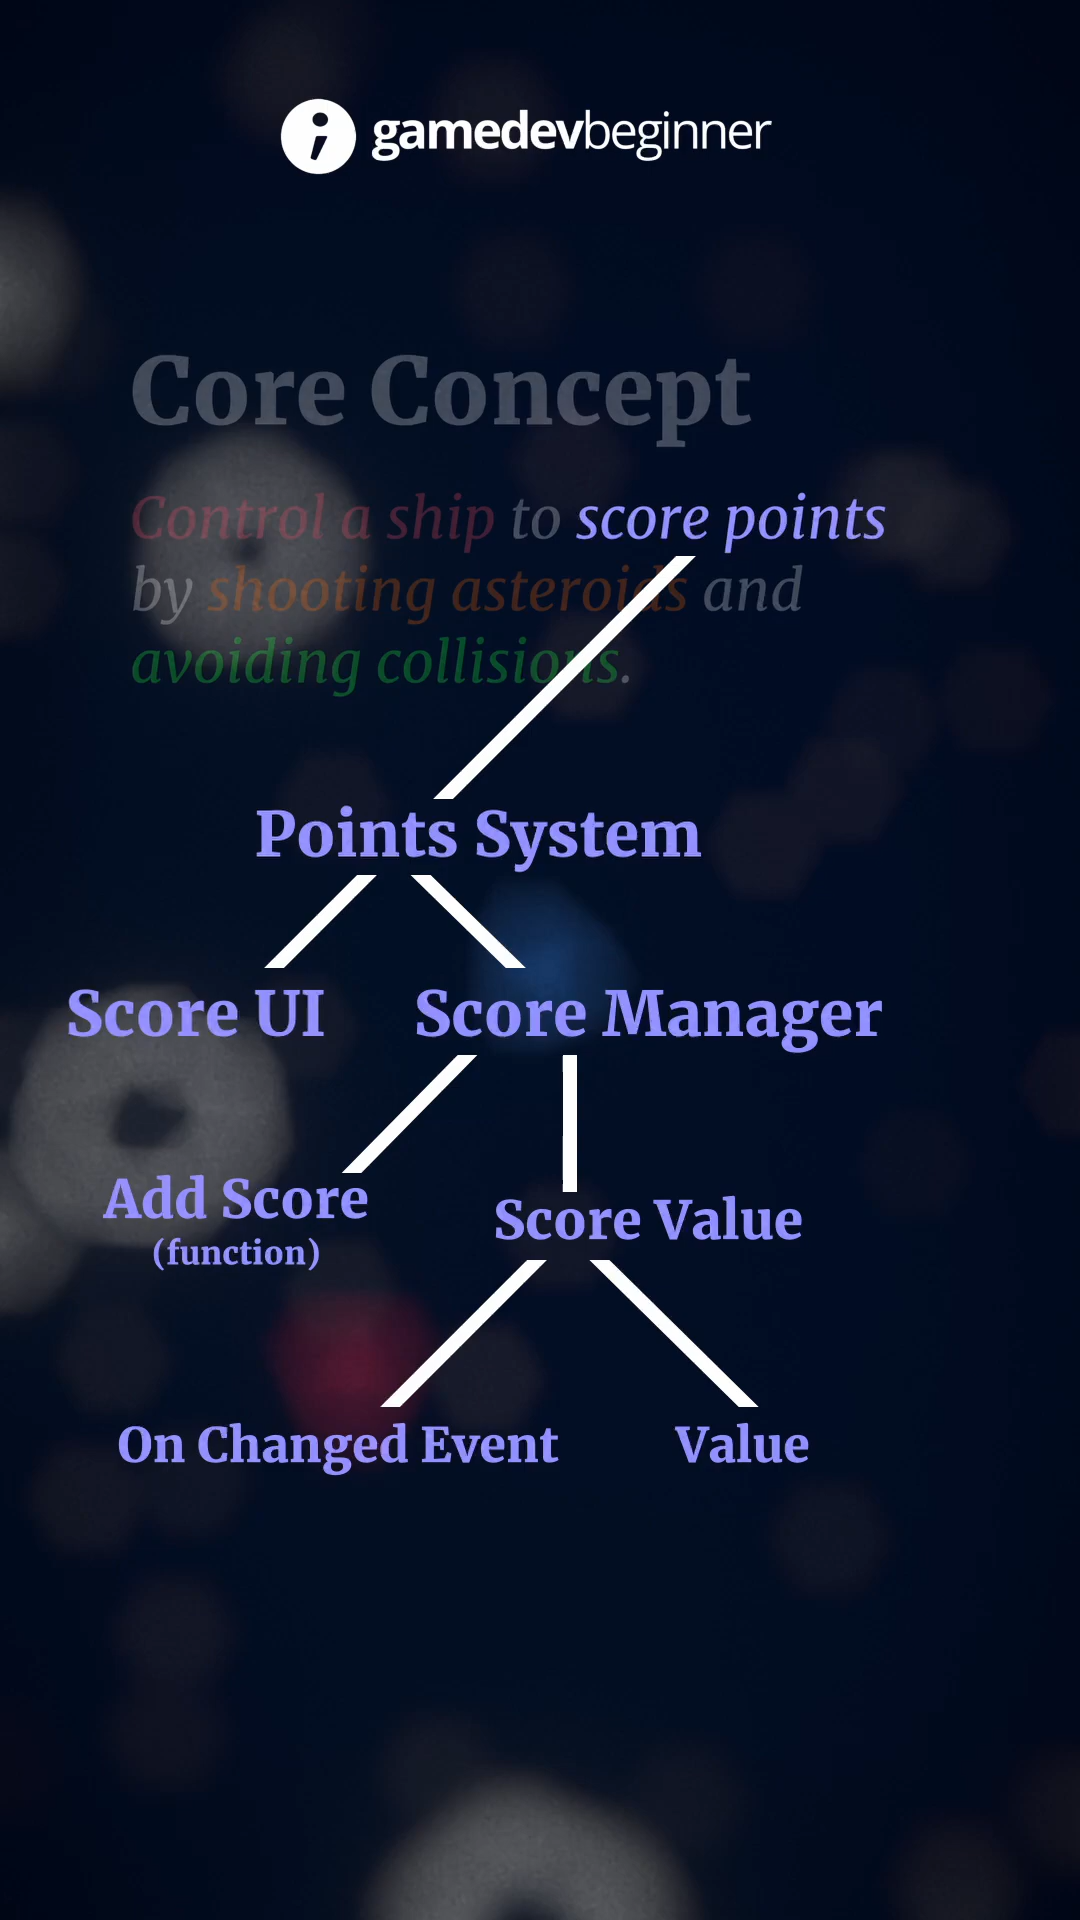 gamedevbeginner
Core Concept
Control a ship to score points
by shooting asteroids and
avoiding collisions.
Points System
Score UI Score Manager
Add Score
(function)
Score Value
On Changed Event Value